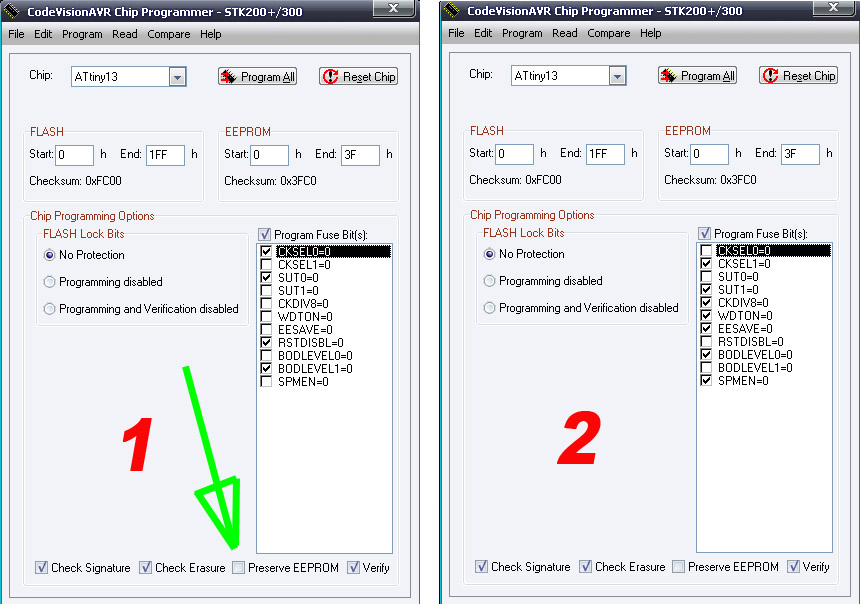 CodeVisionAVR Chip Programmer - STK200+/300
File Edit Program Read Compare Help
Chip: ATtiny13 Program All Reset Chip
FLASH EEPROM
Start: 0 h End: 1FF h Start: 0 h End: 3F h
Checksum: 0xFC00 Checksum: 0x3FC0
Chip Programming Options
FLASH Lock Bits
No Protection
Programming disabled
Programming and Verification disabled
Program Fuse Bit(s):
CKSEL0=0
CKSEL1=0
SUT0=0
SUT1=0
CKDIV8=0
WDTON=0
EESAVE=0
RSTDISBL=0
BODLEVEL0=0
BODLEVEL1=0
SPMEN=0
1
Check Signature Check Erasure Preserve EEPROM Verify
CodeVisionAVR Chip Programmer - STK200+/300
File Edit Program Read Compare Help
Chip: ATtiny13 Program All Reset Chip
FLASH EEPROM
Start: 0 h End: 1FF h Start: 0 h End: 3F h
Checksum: 0xFC00 Checksum: 0x3FC0
Chip Programming Options
FLASH Lock Bits
No Protection
Programming disabled
Programming and Verification disabled
Program Fuse Bit(s):
CKSEL0=0
CKSEL1=0
SUT0=0
SUT1=0
CKDIV8=0
WDTON=0
EESAVE=0
RSTDISBL=0
BODLEVEL0=0
BODLEVEL1=0
SPMEN=0
2
Check Signature Check Erasure Preserve EEPROM Verify